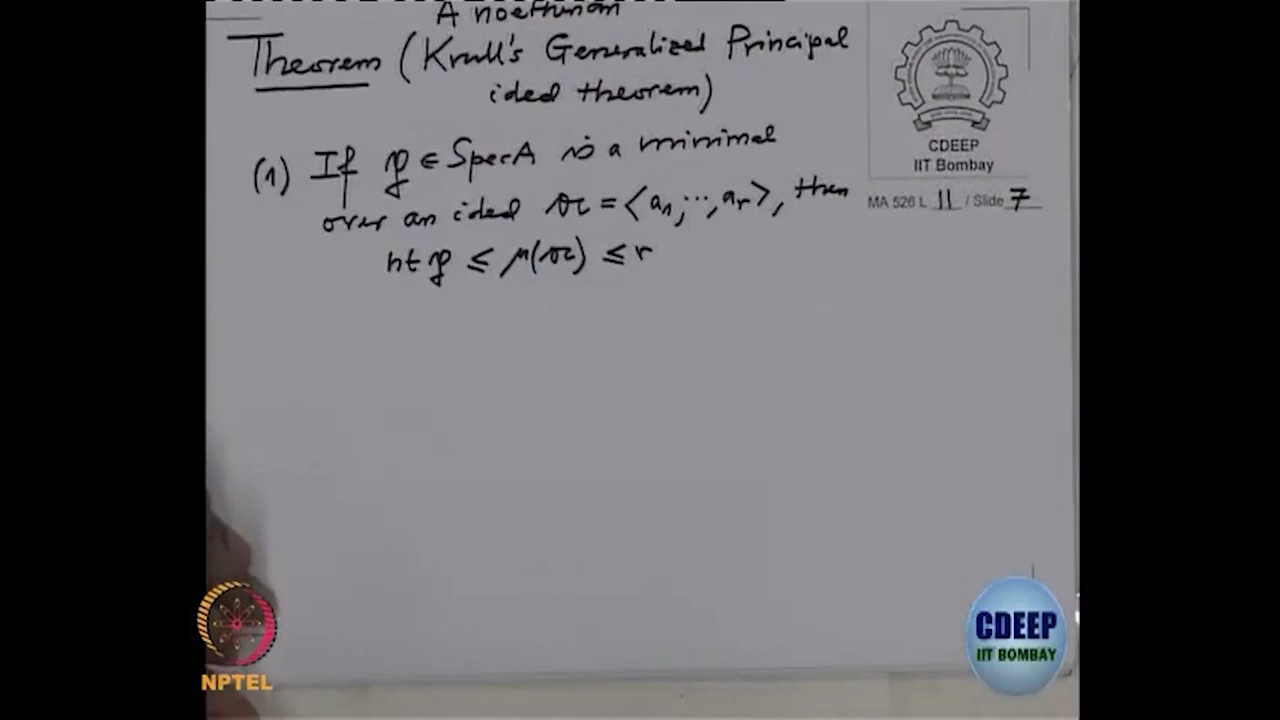 A noetherian
Theorem (Krull's Generalized Principal
ideal theorem)
(1) If 𝔭 ∈ Spec A is a minimal
over an ideal 𝔞 = ⟨a₁, ..., aᵣ⟩, then
ht 𝔭 ≤ μ(𝔞) ≤ r
CDEEP
IIT Bombay
MA 526 L 11 / Slide 7
NPTEL
CDEEP
IIT BOMBAY